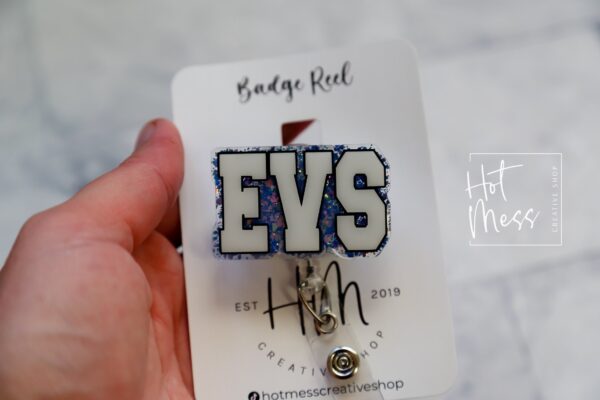 Badge Reel
EVS
EST HM 2019
CREATIVE SHOP
hotmesscreativeshop
Hot
Mess
CREATIVE SHOP